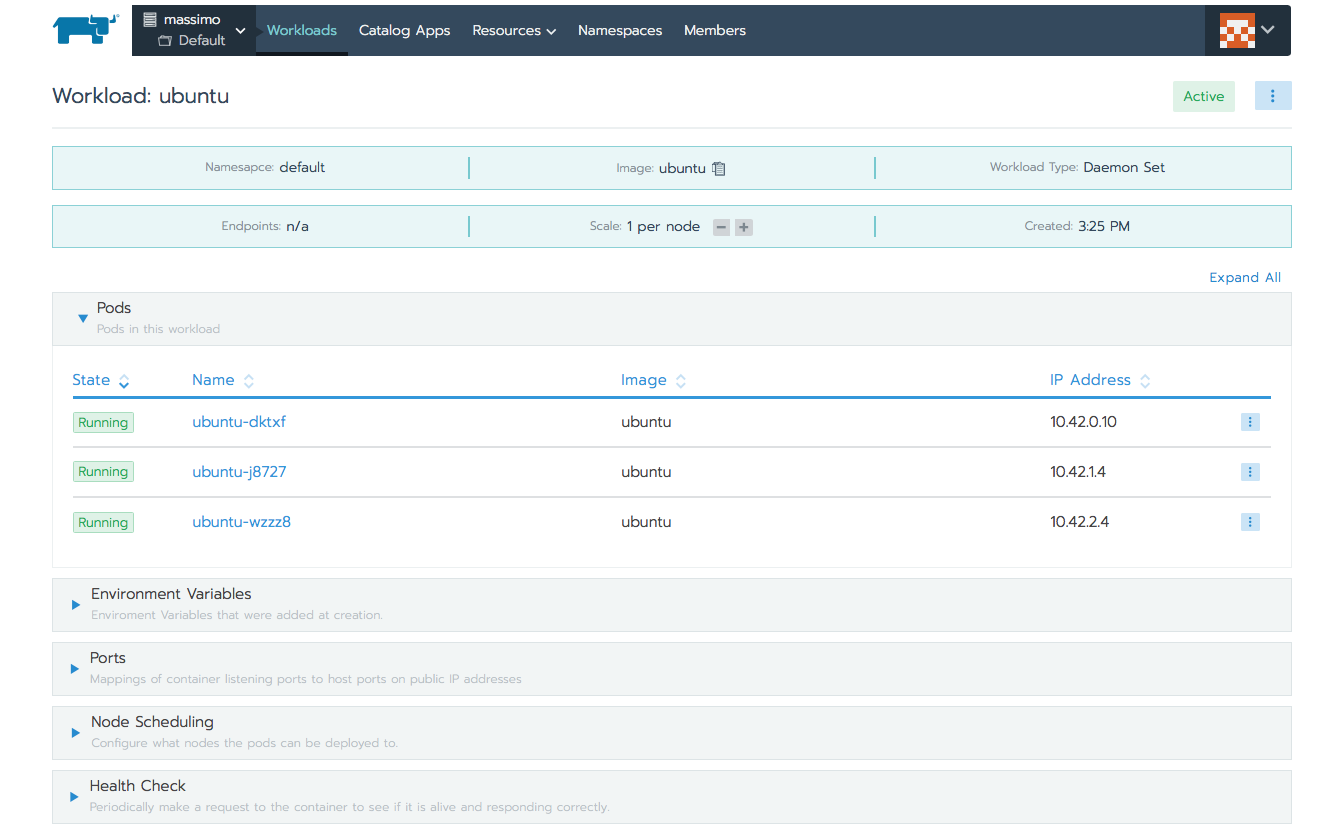 massimo
Default
Workloads
Catalog Apps
Resources
Namespaces
Members
Workload: ubuntu
Active
Namesapce: default
Image: ubuntu
Workload Type: Daemon Set
Endpoints: n/a
Scale: 1 per node
Created: 3:25 PM
Expand All
Pods
Pods in this workload
State Name Image IP Address
Running ubuntu-dktxf ubuntu 10.42.0.10
Running ubuntu-j8727 ubuntu 10.42.1.4
Running ubuntu-wzzz8 ubuntu 10.42.2.4
Environment Variables
Enviroment Variables that were added at creation.
Ports
Mappings of container listening ports to host ports on public IP addresses
Node Scheduling
Configure what nodes the pods can be deployed to.
Health Check
Periodically make a request to the container to see if it is alive and responding correctly.